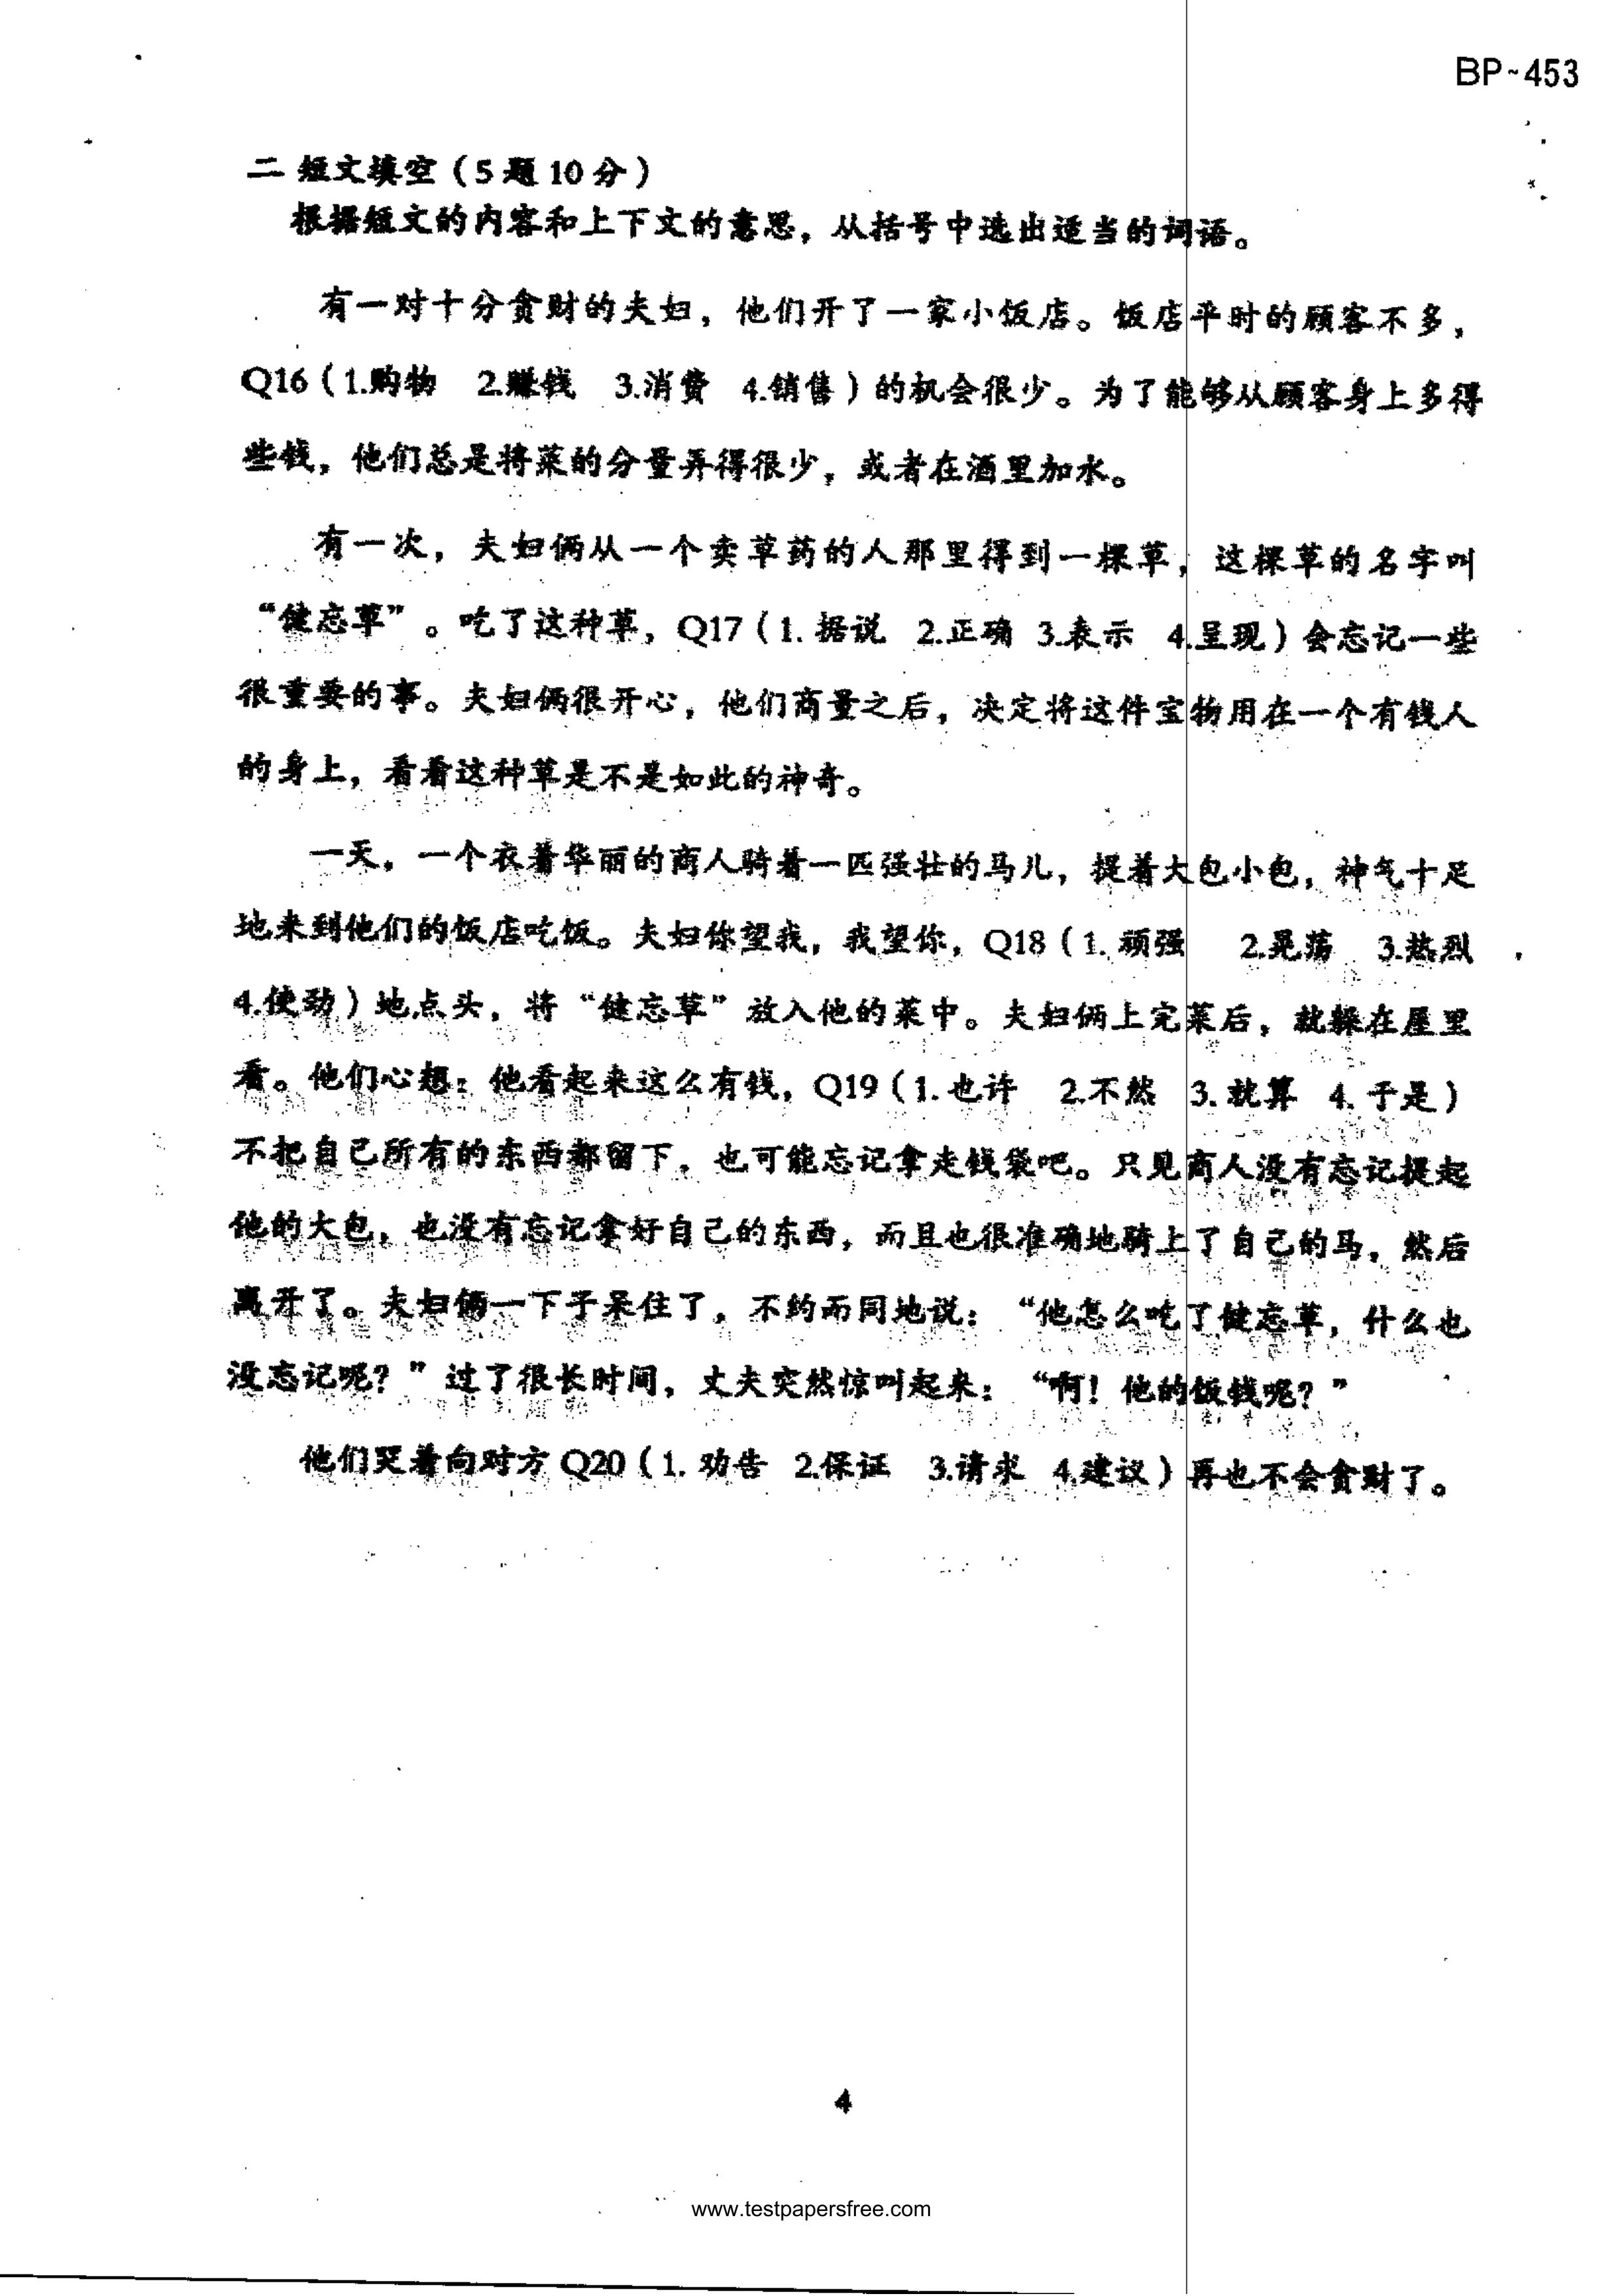 BP~453
二 短文填空（5 题 10 分）
根据短文的内容和上下文的意思，从括号中选出适当的词语。
有一对十分贪财的夫妇，他们开了一家小饭店。饭店平时的顾客不多，
Q16（1.购物 2.赚钱 3.消费 4.销售）的机会很少。为了能够从顾客身上多得
些钱，他们总是将菜的分量弄得很少，或者在酒里加水。
有一次，夫妇俩从一个卖草药的人那里得到一棵草，这棵草的名字叫
“健忘草”。吃了这种草，Q17（1. 据说 2.正确 3.表示 4.呈现）会忘记一些
很重要的事。夫妇俩很开心，他们商量之后，决定将这件宝物用在一个有钱人
的身上，看看这种草是不是如此的神奇。
一天，一个衣着华丽的商人骑着一匹强壮的马儿，提着大包小包，神气十足
地来到他们的饭店吃饭。夫妇你望我，我望你，Q18（1. 顽强 2.晃荡 3.热烈
4.使劲）地点头，将“健忘草”放入他的菜中。夫妇俩上完菜后，就躲在屋里
看。他们心想：他看起来这么有钱，Q19（1. 也许 2.不然 3. 就算 4. 于是）
不把自己所有的东西都留下，也可能忘记拿走钱袋吧。只见商人没有忘记提起
他的大包，也没有忘记拿好自己的东西，而且也很准确地骑上了自己的马，然后
离开了。夫妇俩一下子呆住了，不约而同地说：“他怎么吃了健忘草，什么也
没忘记呢？”过了很长时间，丈夫突然惊叫起来：“啊！他的饭钱呢？”
他们哭着向对方 Q20（1. 劝告 2.保证 3.请求 4.建议）再也不会贪财了。
4
www.testpapersfree.com